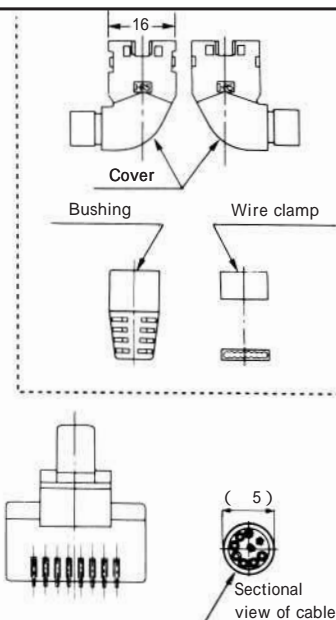 16
Cover
Bushing
Wire clamp
( 5)
Sectional
view of cable